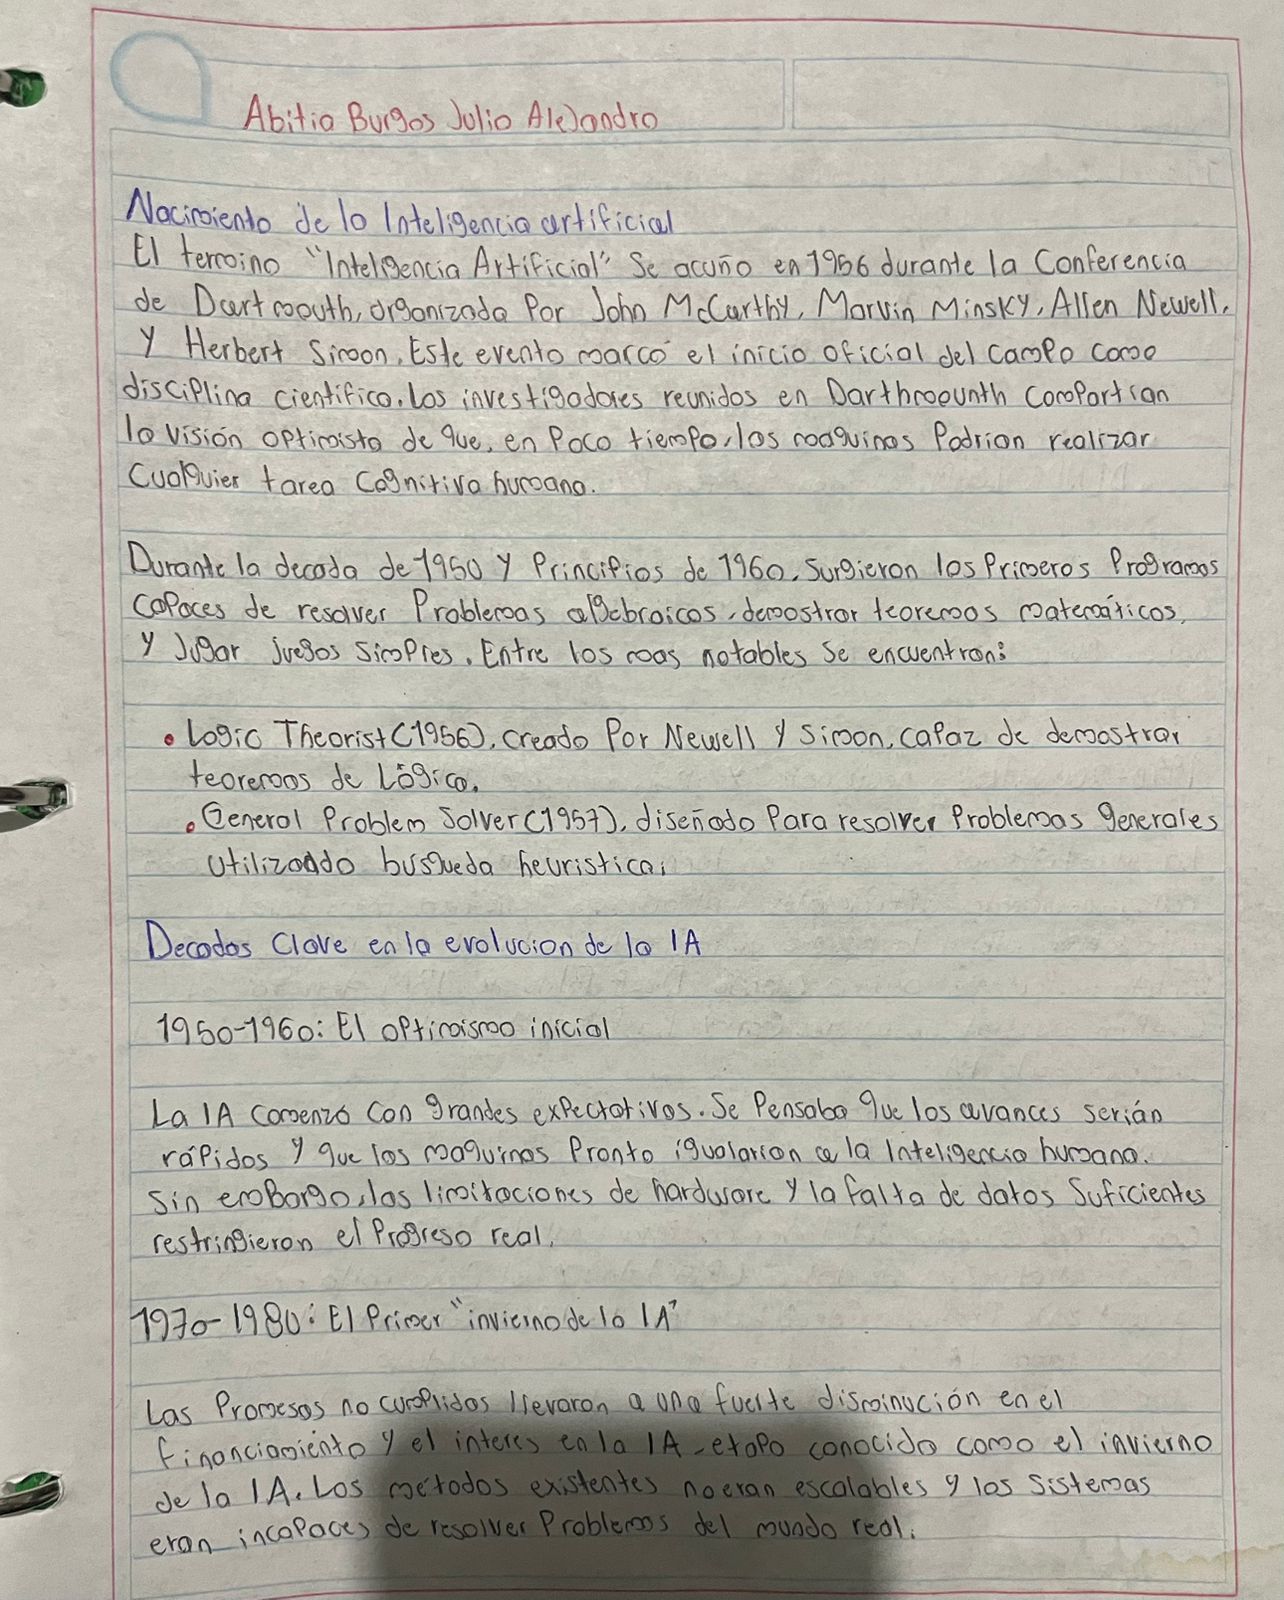 Abitia Burgos Julio Alejandro
Nacimiento de la Inteligencia artificial
El termino "Inteligencia Artificial" Se acuño en 1956 durante la Conferencia
de Dartmouth, organizada Por John McCarthy, Marvin Minsky, Allen Newell,
y Herbert Simon. Este evento marcó el inicio oficial del campo como
disciplina científica. Los investigadores reunidos en Darthmounth compartian
la visión optimista de que, en poco tiempo, las maquinas Podrian realizar
Cualquier tarea Cognitiva humana.
Durante la decada de 1950 y Principios de 1960, Surgieron los Primeros Programas
capaces de resolver Problemas algebraicos, demostrar teoremas matemáticos,
y Jugar juegos Simples. Entre los mas notables Se encuentran:
• Logic Theorist (1956), creado Por Newell y Simon, capaz de demostrar
teoremas de Lógica.
• General Problem Solver (1957), diseñado Para resolver Problemas generales
utilizando búsqueda heuristica.
Decadas Clave en la evolucion de la IA
1950-1960: El optimismo inicial
La IA comenzó Con grandes expectativas. Se Pensaba que los avances serián
rápidos y que las maquinas Pronto igualarian a la Inteligencia humana.
Sin emBargo, las limitaciones de hardware y la falta de datos Suficientes
restringieron el Progreso real.
1970-1980: El Primer "invierno de la IA"
Las Promesas no cumplidas llevaron a una fuerte disminución en el
financiamiento y el interes en la IA, etapa conocida como el invierno
de la IA. Los métodos existentes no eran escalables y los Sistemas
eran incapaces de resolver Problemas del mundo real.